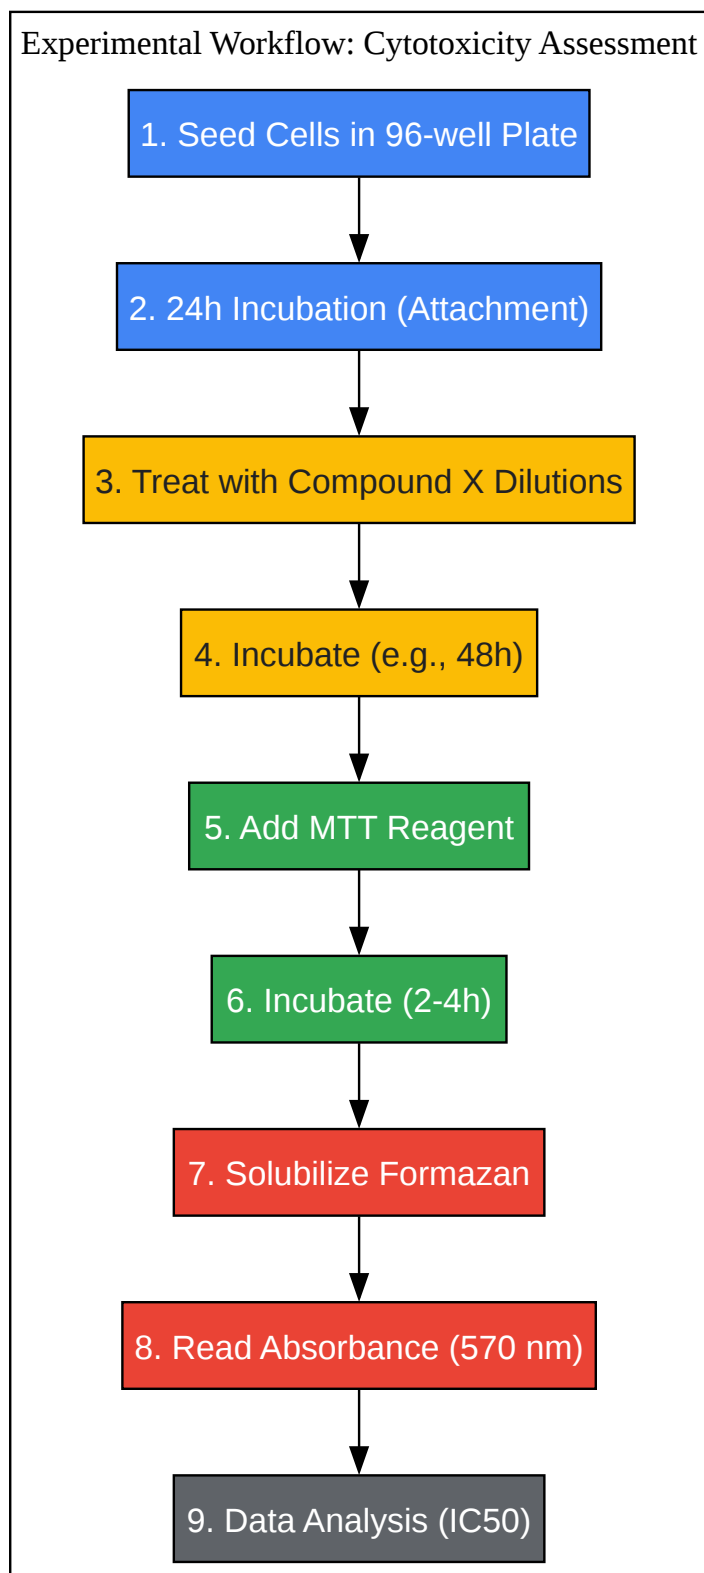 Experimental Workflow: Cytotoxicity Assessment
1. Seed Cells in 96-well Plate
2. 24h Incubation (Attachment)
3. Treat with Compound X Dilutions
4. Incubate (e.g., 48h)
5. Add MTT Reagent
6. Incubate (2-4h)
7. Solubilize Formazan
8. Read Absorbance (570 nm)
9. Data Analysis (IC50)